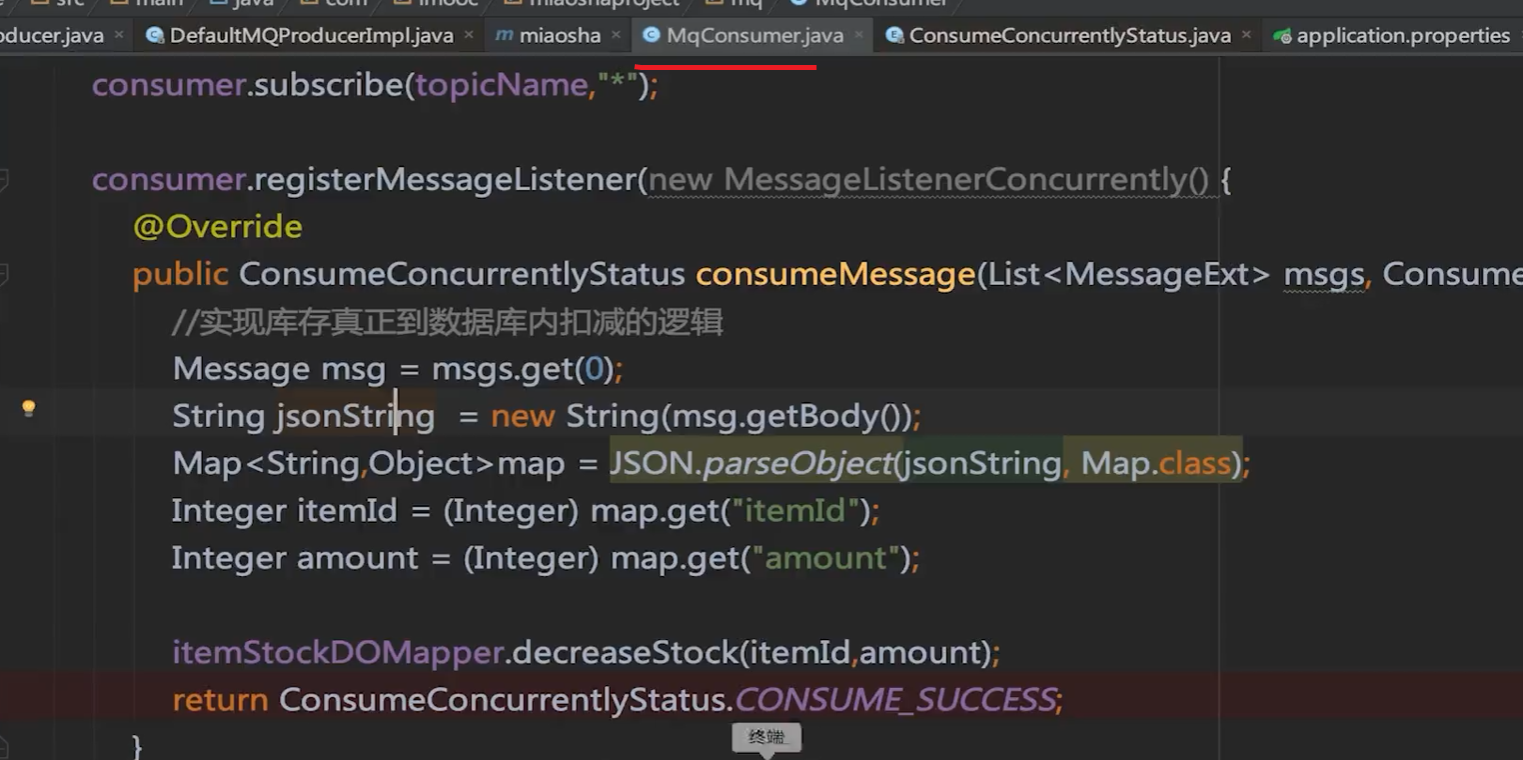 src main java com imooc miaoshaproject mq MqConsumer
oducer.java × DefaultMQProducerImpl.java × m miaosha × MqConsumer.java × ConsumeConcurrentlyStatus.java × application.properties
consumer.subscribe(topicName,"*");
consumer.registerMessageListener(new MessageListenerConcurrently() {
@Override
public ConsumeConcurrentlyStatus consumeMessage(List<MessageExt> msgs, Consume
//实现库存真正到数据库内扣减的逻辑
Message msg = msgs.get(0);
String jsonString  = new String(msg.getBody());
Map<String,Object>map = JSON.parseObject(jsonString, Map.class);
Integer itemId = (Integer) map.get("itemId");
Integer amount = (Integer) map.get("amount");
itemStockDOMapper.decreaseStock(itemId,amount);
return ConsumeConcurrentlyStatus.CONSUME_SUCCESS;
终端
}